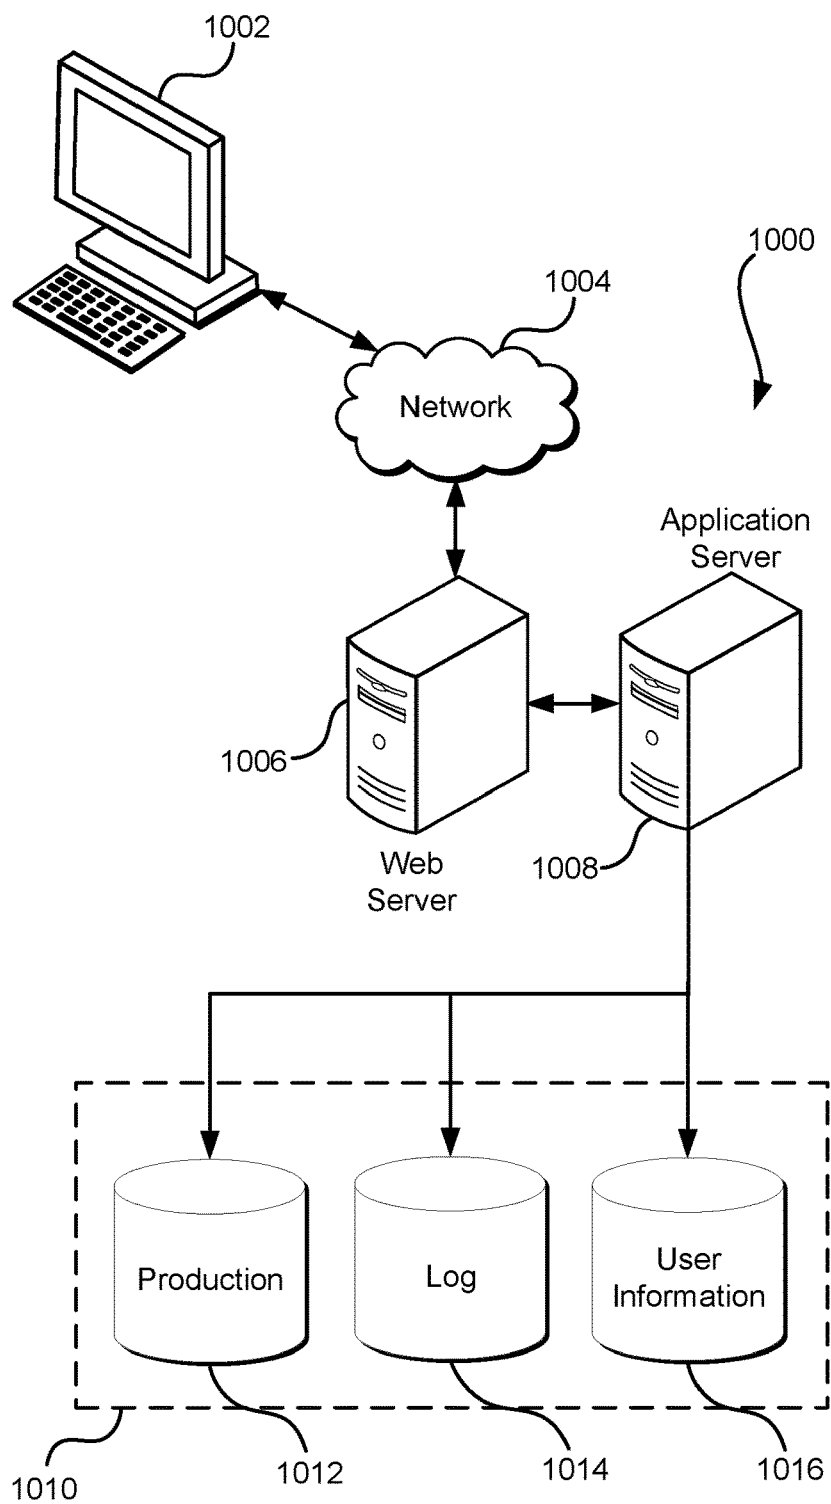 1002
1000
1004
Network
Application
Server
1006
Web
Server
1008
Production
Log
User
Information
1010
1012
1014
1016